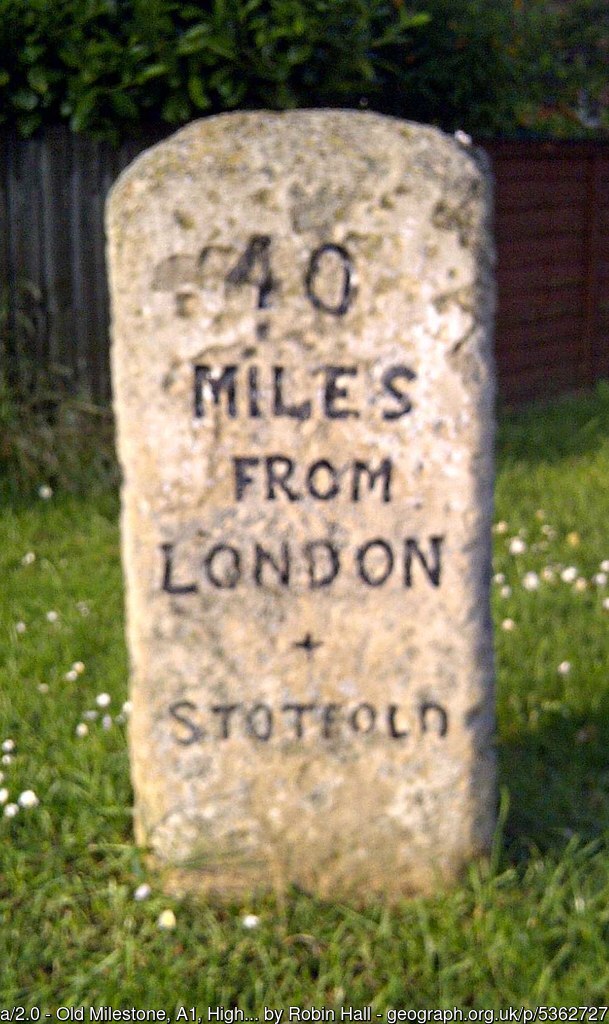 40
MILES
FROM
LONDON
+
STOTFOLD
a/2.0 - Old Milestone, A1, High... by Robin Hall - geograph.org.uk/p/5362727